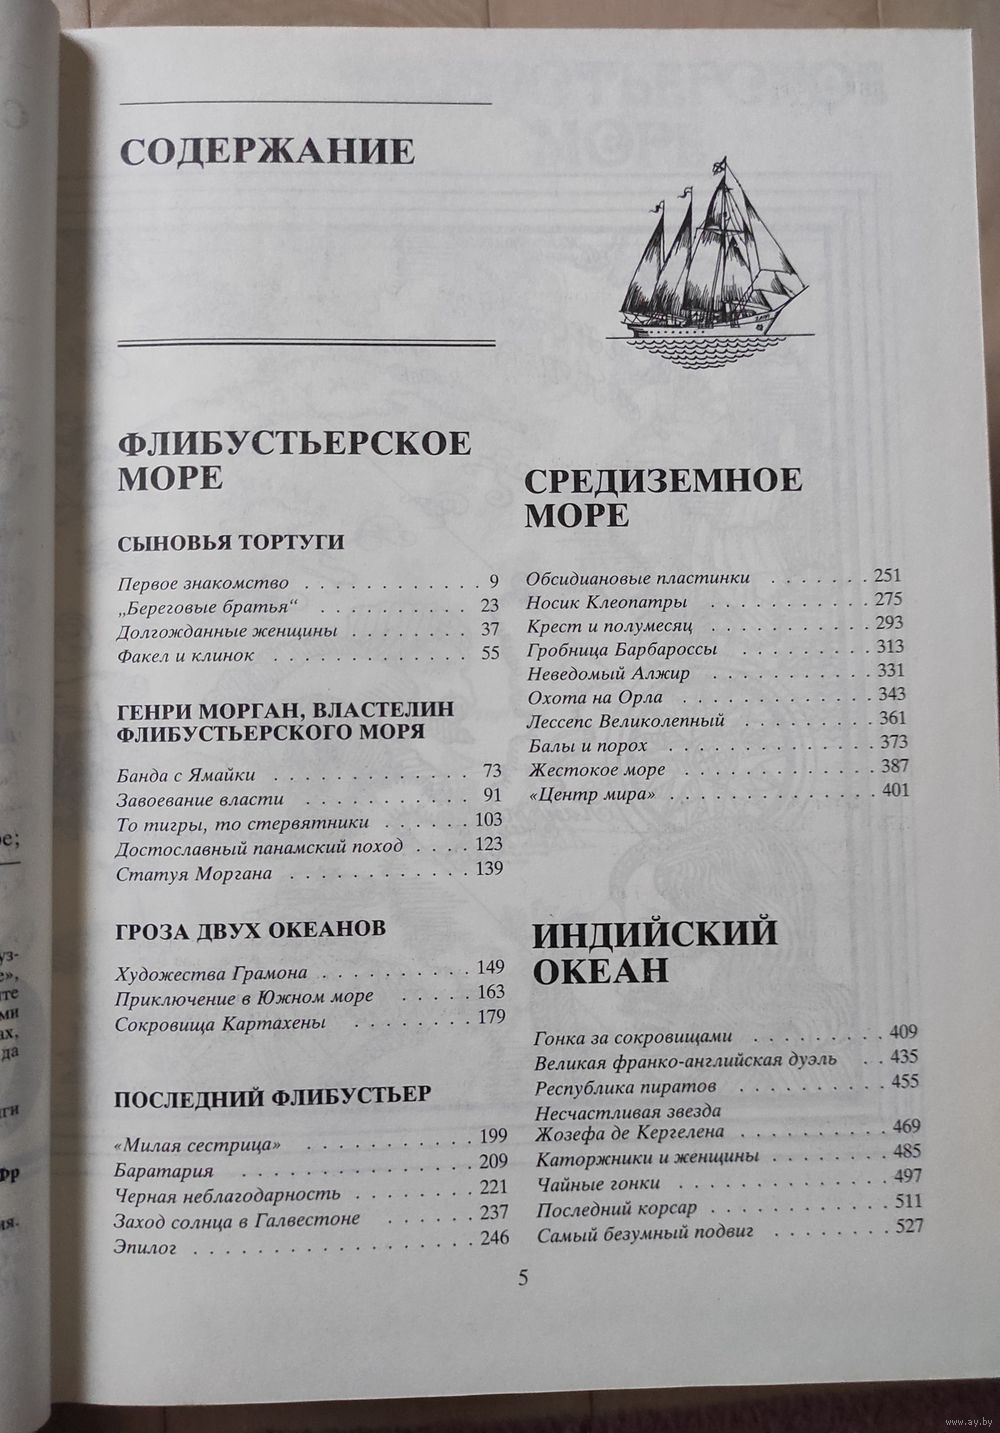 СОДЕРЖАНИЕ
ФЛИБУСТЬЕРСКОЕ
МОРЕ
СЫНОВЬЯ ТОРТУГИ
Первое знакомство . . . . . . . . . . . . 9
„Береговые братья“ . . . . . . . . . . 23
Долгожданные женщины . . . . . . . . 37
Факел и клинок . . . . . . . . . . . . . 55
ГЕНРИ МОРГАН, ВЛАСТЕЛИН
ФЛИБУСТЬЕРСКОГО МОРЯ
Банда с Ямайки . . . . . . . . . . . . . 73
Завоевание власти . . . . . . . . . . . 91
То тигры, то стервятники . . . . . . 103
Достославный панамский поход . . . . 123
Статуя Моргана . . . . . . . . . . . . 139
ГРОЗА ДВУХ ОКЕАНОВ
Художества Грамона . . . . . . . . . . 149
Приключение в Южном море . . . . . 163
Сокровища Картахены . . . . . . . . 179
ПОСЛЕДНИЙ ФЛИБУСТЬЕР
«Милая сестрица» . . . . . . . . . . . 199
Баратария . . . . . . . . . . . . . . . . 209
Черная неблагодарность . . . . . . . . 221
Заход солнца в Галвестоне . . . . . . 237
Эпилог . . . . . . . . . . . . . . . . . . . 246
СРЕДИЗЕМНОЕ
МОРЕ
Обсидиановые пластинки . . . . . . . 251
Носик Клеопатры . . . . . . . . . . . 275
Крест и полумесяц . . . . . . . . . . . 293
Гробница Барбароссы . . . . . . . . . 313
Неведомый Алжир . . . . . . . . . . . 331
Охота на Орла . . . . . . . . . . . . . 343
Лессепс Великолепный . . . . . . . . . 361
Балы и порох . . . . . . . . . . . . . . 373
Жестокое море . . . . . . . . . . . . . 387
«Центр мира» . . . . . . . . . . . . . . 401
ИНДИЙСКИЙ
ОКЕАН
Гонка за сокровищами . . . . . . . . . 409
Великая франко-английская дуэль . . 435
Республика пиратов . . . . . . . . . . 455
Несчастливая звезда
Жозефа де Кергелена . . . . . . . . . . 469
Каторжники и женщины . . . . . . . . 485
Чайные гонки . . . . . . . . . . . . . . 497
Последний корсар . . . . . . . . . . . . 511
Самый безумный подвиг . . . . . . . . 527
5
www.ay.by